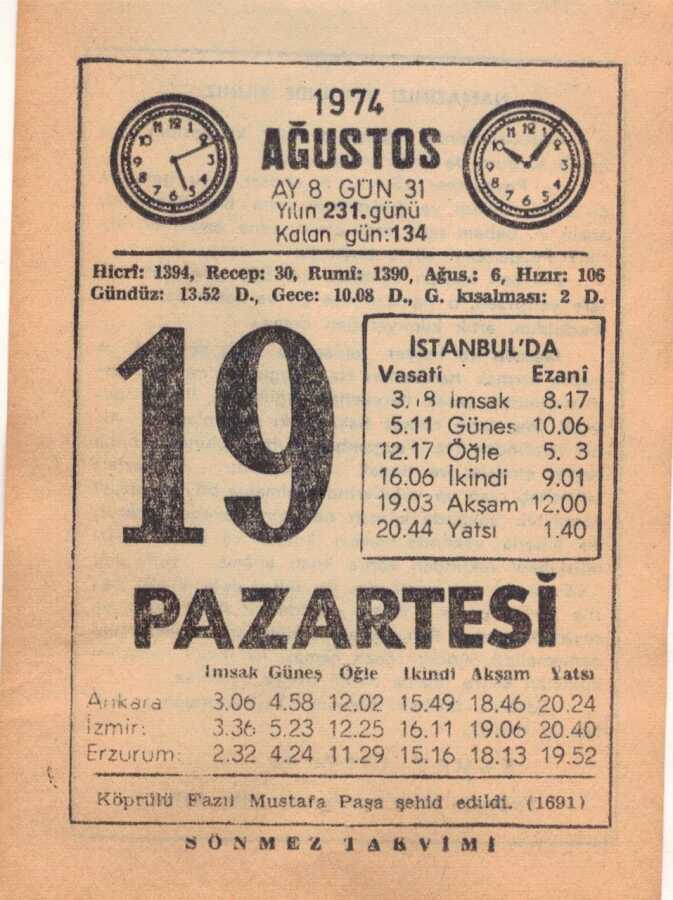 1974
AĞUSTOS
AY 8 GÜN 31
Yılın 231. günü
Kalan gün:134
Hicrî: 1394, Recep: 30, Rumî: 1390, Ağus.: 6, Hızır: 106
Gündüz: 13.52 D., Gece: 10.08 D., G. kısalması: 2 D.
19
İSTANBUL'DA
Vasati Ezanî
İmsak 8.17
5.11 Güneş 10.06
12.17 Öğle 5. 3
16.06 İkindi 9.01
19.03 Akşam 12.00
20.44 Yatsı 1.40
PAZARTESİ
İmsak Güneş Öğle İkindi Akşam Yatsı
Ankara 3.06 4.58 12.02 15.49 18.46 20.24
İzmir: 3.36 5.23 12.25 16.11 19.06 20.40
Erzurum: 2.32 4.24 11.29 15.16 18.13 19.52
Köprülü Fazıl Mustafa Paşa şehid edildi. (1691)
SÖNMEZ TAKVİMİ